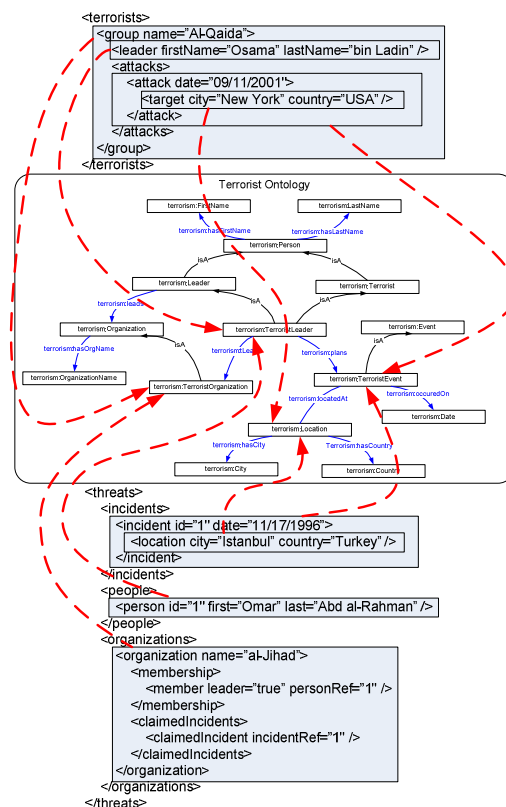 <terrorists>
<group name="Al-Qaida">
<leader firstName="Osama" lastName="bin Ladin" />
<attacks>
<attack date="09/11/2001">
<target city="New York" country="USA" />
</attack>
</attacks>
</group>
</terrorists>
Terrorist Ontology
terrorism:FirstName
terrorism:LastName
terrorism:hasFirstName
terrorism:hasLastName
terrorism:Person
isA
isA
terrorism:Leader
terrorism:Terrorist
terrorism:leads
isA
isA
terrorism:Organization
terrorism:TerroristLeader
terrorism:Event
terrorism:hasOrgName
isA
terrorism:Lea
terrorism:plans
isA
terrorism:OrganizationName
terrorism:TerroristOrganization
terrorism:TerroristEvent
terrorism:locatedAt
terrorism:occuredOn
terrorism:Date
terrorism:Location
terrorism:hasCity
Terrorism:hasCountry
terrorism:City
terrorism:Country
<threats>
<incidents>
<incident id="1" date="11/17/1996">
<location city="Istanbul" country="Turkey" />
</incident>
</incidents>
<people>
<person id="1" first="Omar" last="Abd al-Rahman" />
</people>
<organizations>
<organization name="al-Jihad">
<membership>
<member leader="true" personRef="1" />
</membership>
<claimedIncidents>
<claimedIncident incidentRef="1" />
</claimedIncidents>
</organization>
</organizations>
</threats>